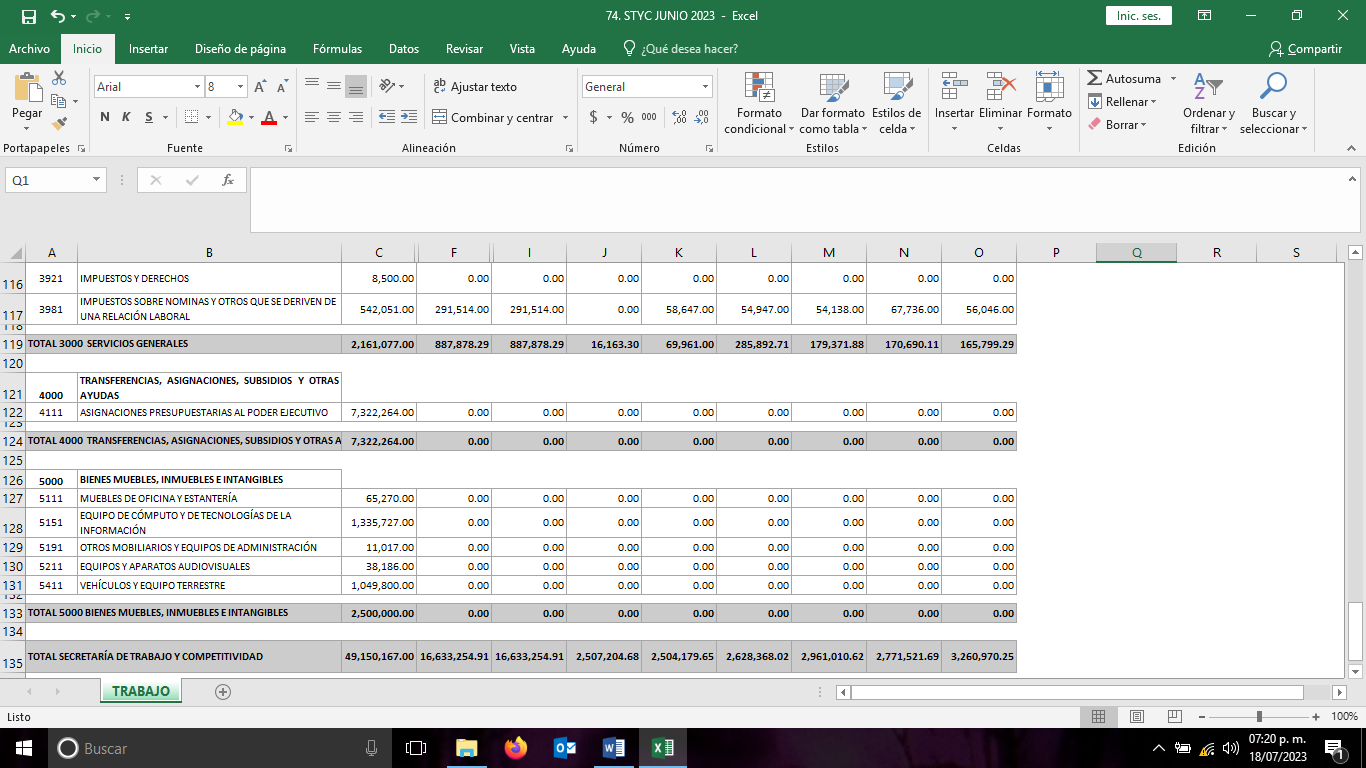 74. STYC JUNIO 2023 - Excel
Inic. ses.
Archivo Inicio Insertar Diseño de página Fórmulas Datos Revisar Vista Ayuda ¿Qué desea hacer? Compartir
Pegar
Arial 8
N K S
Ajustar texto
Combinar y centrar
General
$ % 000
Formato condicional
Dar formato como tabla
Estilos de celda
Insertar Eliminar Formato
Autosuma
Rellenar
Borrar
Ordenar y filtrar
Buscar y seleccionar
Portapapeles Fuente Alineación Número Estilos Celdas Edición
Q1 fx
A B C F I J K L M N O P Q R S
116 3921 IMPUESTOS Y DERECHOS 8,500.00 0.00 0.00 0.00 0.00 0.00 0.00 0.00 0.00
117 3981 IMPUESTOS SOBRE NOMINAS Y OTROS QUE SE DERIVEN DE
UNA RELACIÓN LABORAL 542,051.00 291,514.00 291,514.00 0.00 58,647.00 54,947.00 54,138.00 67,736.00 56,046.00
118
119 TOTAL 3000 SERVICIOS GENERALES 2,161,077.00 887,878.29 887,878.29 16,163.30 69,961.00 285,892.71 179,371.88 170,690.11 165,799.29
120
121 4000 TRANSFERENCIAS, ASIGNACIONES, SUBSIDIOS Y OTRAS
AYUDAS
122 4111 ASIGNACIONES PRESUPUESTARIAS AL PODER EJECUTIVO 7,322,264.00 0.00 0.00 0.00 0.00 0.00 0.00 0.00 0.00
123
124 TOTAL 4000 TRANSFERENCIAS, ASIGNACIONES, SUBSIDIOS Y OTRAS A 7,322,264.00 0.00 0.00 0.00 0.00 0.00 0.00 0.00 0.00
125
126 5000 BIENES MUEBLES, INMUEBLES E INTANGIBLES
127 5111 MUEBLES DE OFICINA Y ESTANTERÍA 65,270.00 0.00 0.00 0.00 0.00 0.00 0.00 0.00 0.00
128 5151 EQUIPO DE CÓMPUTO Y DE TECNOLOGÍAS DE LA
INFORMACIÓN 1,335,727.00 0.00 0.00 0.00 0.00 0.00 0.00 0.00 0.00
129 5191 OTROS MOBILIARIOS Y EQUIPOS DE ADMINISTRACIÓN 11,017.00 0.00 0.00 0.00 0.00 0.00 0.00 0.00 0.00
130 5211 EQUIPOS Y APARATOS AUDIOVISUALES 38,186.00 0.00 0.00 0.00 0.00 0.00 0.00 0.00 0.00
131 5411 VEHÍCULOS Y EQUIPO TERRESTRE 1,049,800.00 0.00 0.00 0.00 0.00 0.00 0.00 0.00 0.00
132
133 TOTAL 5000 BIENES MUEBLES, INMUEBLES E INTANGIBLES 2,500,000.00 0.00 0.00 0.00 0.00 0.00 0.00 0.00 0.00
134
135 TOTAL SECRETARÍA DE TRABAJO Y COMPETITIVIDAD 49,150,167.00 16,633,254.91 16,633,254.91 2,507,204.68 2,504,179.65 2,628,368.02 2,961,010.62 2,771,521.69 3,260,970.25
TRABAJO
Listo 100%
Buscar
07:20 p. m.
18/07/2023
1